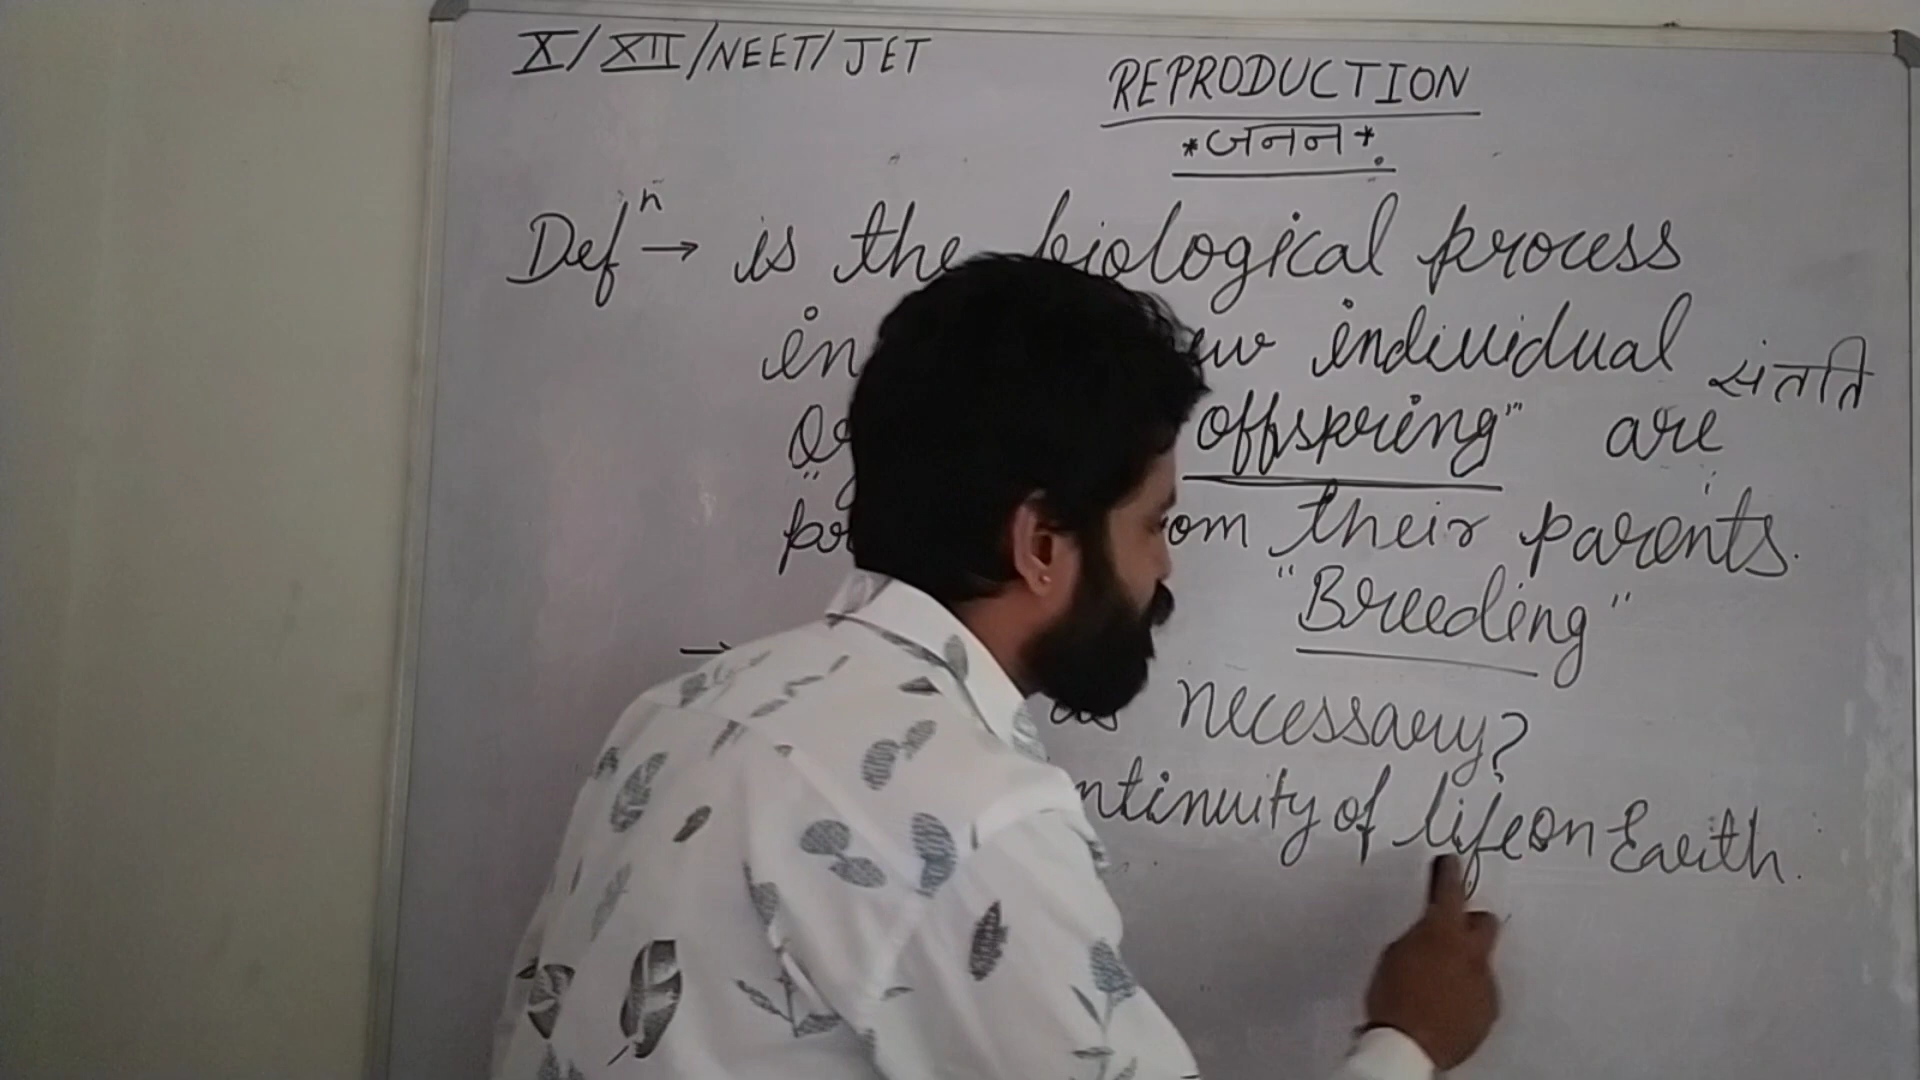 X/XII/NEET/JET
REPRODUCTION
*जनन*
Defⁿ → is the biological process
in individual संतति
offspring" are
their parents.
"Breeding"
→
necessary?
of life on Earth.